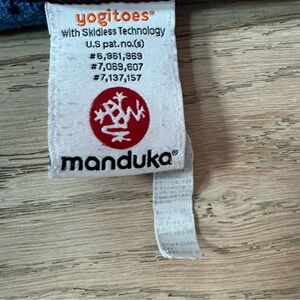 yogitoes®
with Skidless Technology
U.S pat.no.(s)
#6,961,969
#7,069,607
#7,137,157
manduka®